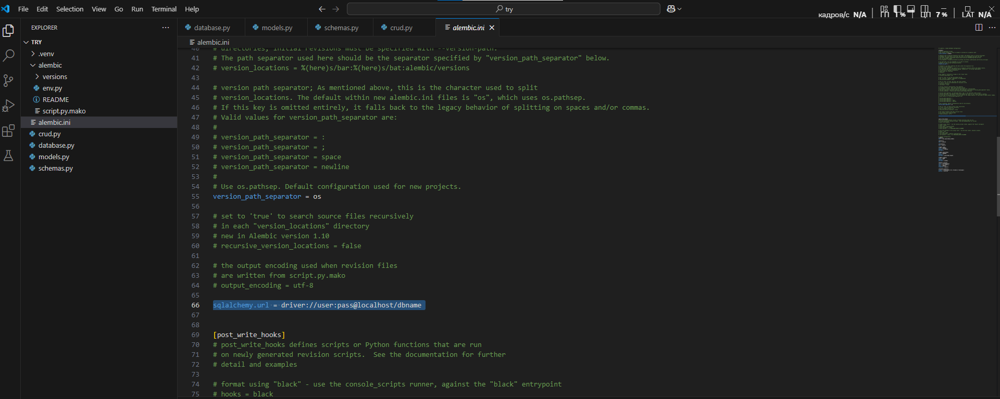 File Edit Selection View Go Run Terminal Help
try
кадров/с N/A ГП 1% ЦП 7% LAT N/A
EXPLORER
TRY
.venv
alembic
versions
env.py
README
script.py.mako
alembic.ini
crud.py
database.py
models.py
schemas.py
database.py models.py schemas.py crud.py alembic.ini
alembic.ini
40 # directories, initial revisions must be specified with --version-path.
41 # The path separator used here should be the separator specified by "version_path_separator" below.
42 # version_locations = %(here)s/bar:%(here)s/bat:alembic/versions
43
44 # version path separator; As mentioned above, this is the character used to split
45 # version_locations. The default within new alembic.ini files is "os", which uses os.pathsep.
46 # If this key is omitted entirely, it falls back to the legacy behavior of splitting on spaces and/or commas.
47 # Valid values for version_path_separator are:
48 #
49 # version_path_separator = :
50 # version_path_separator = ;
51 # version_path_separator = space
52 # version_path_separator = newline
53 #
54 # Use os.pathsep. Default configuration used for new projects.
55 version_path_separator = os
56
57 # set to 'true' to search source files recursively
58 # in each "version_locations" directory
59 # new in Alembic version 1.10
60 # recursive_version_locations = false
61
62 # the output encoding used when revision files
63 # are written from script.py.mako
64 # output_encoding = utf-8
65
66 sqlalchemy.url = driver://user:pass@localhost/dbname
67
68
69 [post_write_hooks]
70 # post_write_hooks defines scripts or Python functions that are run
71 # on newly generated revision scripts.  See the documentation for further
72 # detail and examples
73
74 # format using "black" - use the console_scripts runner, against the "black" entrypoint
75 # hooks = black